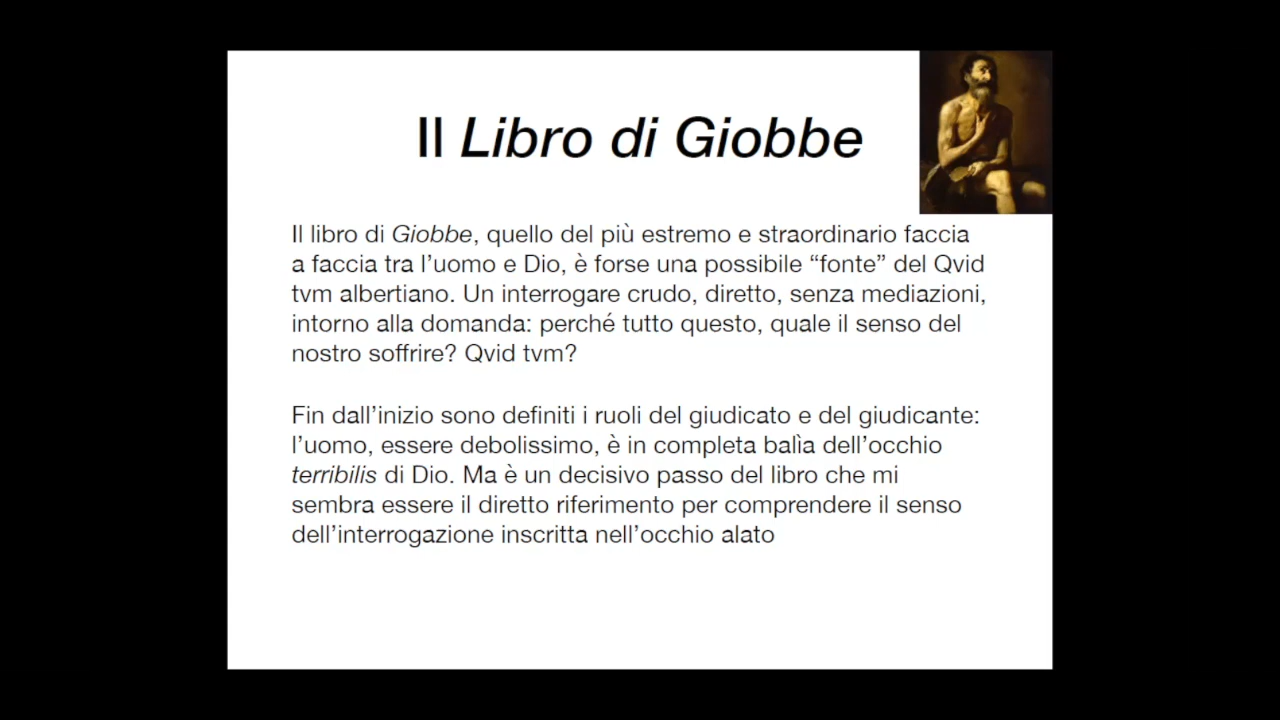 Il Libro di Giobbe
Il libro di Giobbe, quello del più estremo e straordinario faccia
a faccia tra l’uomo e Dio, è forse una possibile “fonte” del Qvid
tvm albertiano. Un interrogare crudo, diretto, senza mediazioni,
intorno alla domanda: perché tutto questo, quale il senso del
nostro soffrire? Qvid tvm?
Fin dall’inizio sono definiti i ruoli del giudicato e del giudicante:
l’uomo, essere debolissimo, è in completa balìa dell’occhio
terribilis di Dio. Ma è un decisivo passo del libro che mi
sembra essere il diretto riferimento per comprendere il senso
dell’interrogazione inscritta nell’occhio alato